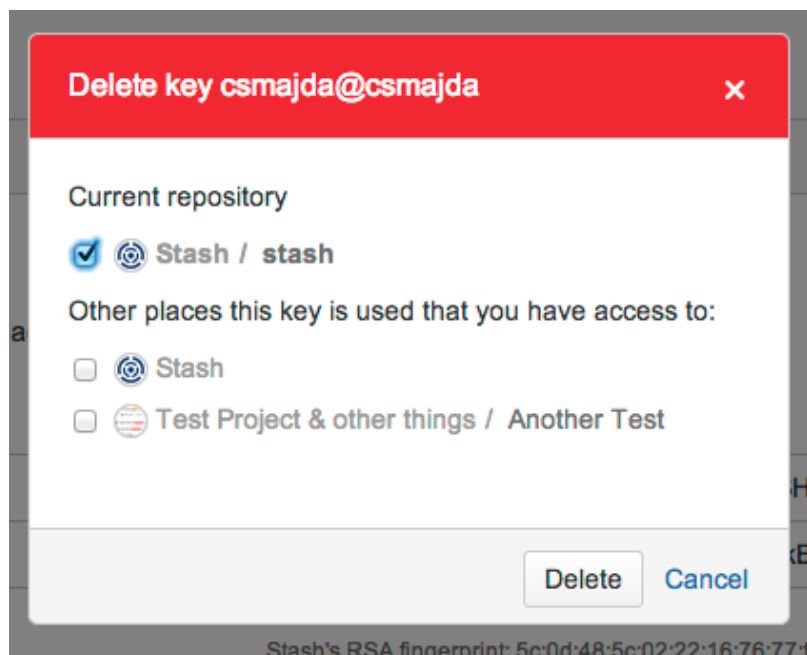 Delete key csmajda@csmajda
Current repository
Stash / stash
Other places this key is used that you have access to:
Stash
Test Project & other things / Another Test
Delete Cancel
Stash's RSA fingerprint: 5c:0d:48:5c:02:22:16:76:77: